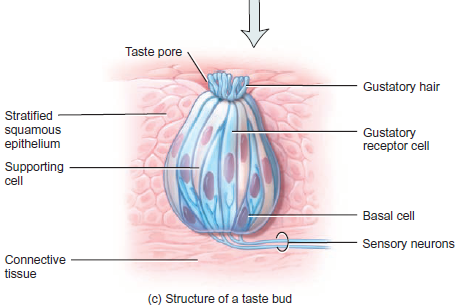 Taste pore
Gustatory hair
Stratified
squamous
epithelium
Gustatory
receptor cell
Supporting
cell
Basal cell
Sensory neurons
Connective
tissue
(c) Structure of a taste bud